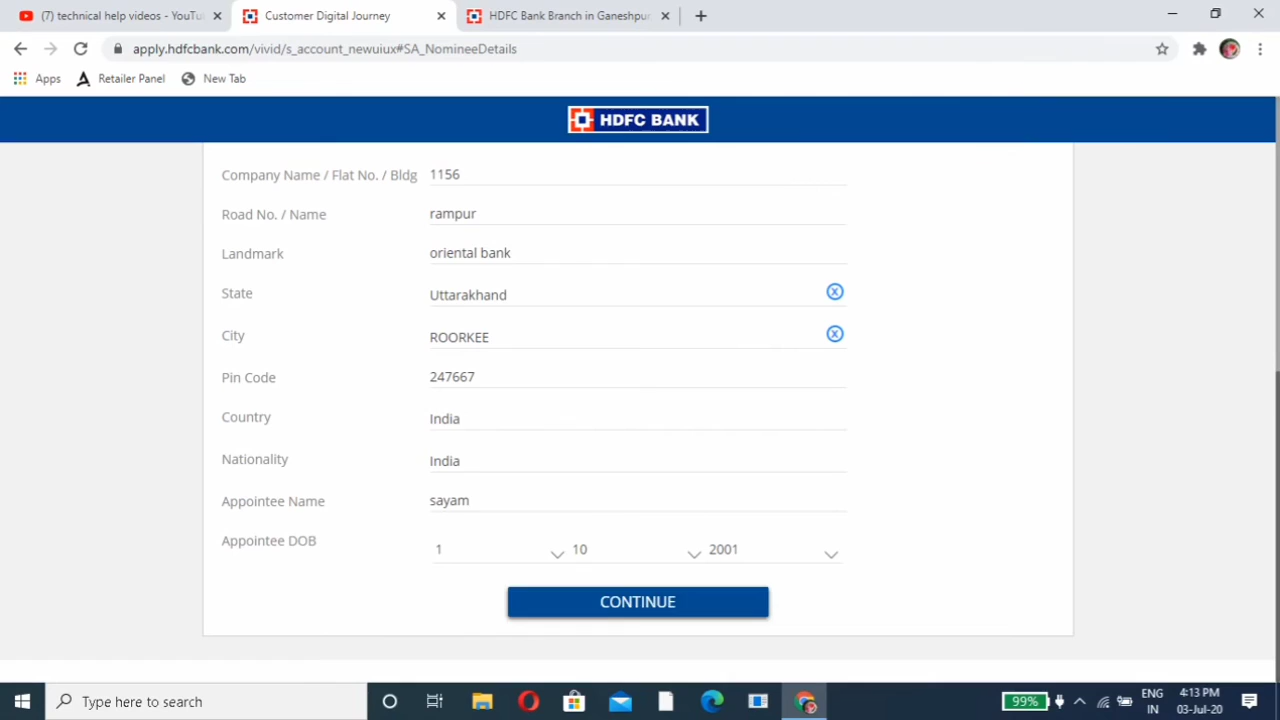 (7) technical help videos - YouTu
Customer Digital Journey
HDFC Bank Branch in Ganeshpur
apply.hdfcbank.com/vivid/s_account_newuiux#SA_NomineeDetails
Apps
Retailer Panel
New Tab
HDFC BANK
Company Name / Flat No. / Bldg 1156
Road No. / Name rampur
Landmark oriental bank
State Uttarakhand
City ROORKEE
Pin Code 247667
Country India
Nationality India
Appointee Name sayam
Appointee DOB 1 10 2001
CONTINUE
Type here to search
99%
ENG
IN
4:13 PM
03-Jul-20